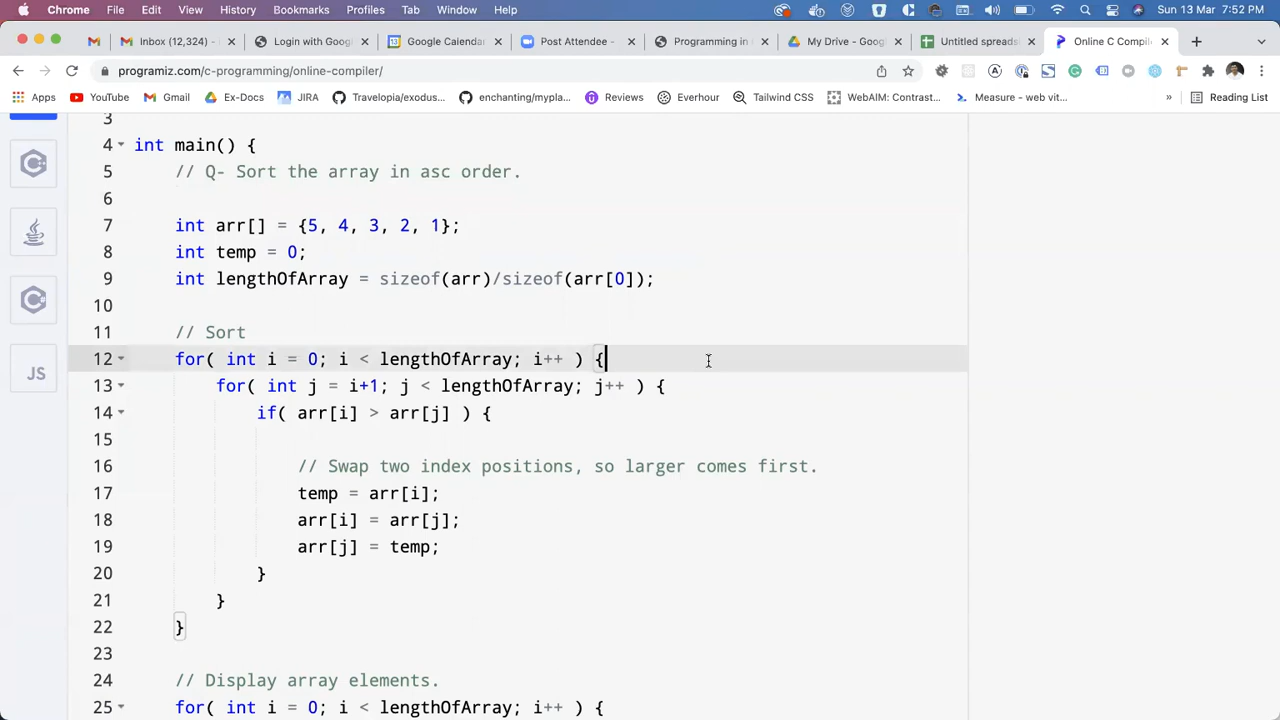 Chrome File Edit View History Bookmarks Profiles Tab Window Help Sun 13 Mar 7:52 PM
Inbox (12,324) - Login with Goog Google Calenda Post Attendee - Programming in My Drive - Goog Untitled spreads Online C Compil
programiz.com/c-programming/online-compiler/
Apps YouTube Gmail Ex-Docs JIRA Travelopia/exodus... enchanting/mypla... Reviews Everhour Tailwind CSS WebAIM: Contrast... Measure - web vit... » Reading List
3
4 int main() {
5 // Q- Sort the array in asc order.
6
7 int arr[] = {5, 4, 3, 2, 1};
8 int temp = 0;
9 int lengthOfArray = sizeof(arr)/sizeof(arr[0]);
10
11 // Sort
12 for( int i = 0; i < lengthOfArray; i++ ) {
13 for( int j = i+1; j < lengthOfArray; j++ ) {
14 if( arr[i] > arr[j] ) {
15
16 // Swap two index positions, so larger comes first.
17 temp = arr[i];
18 arr[i] = arr[j];
19 arr[j] = temp;
20 }
21 }
22 }
23
24 // Display array elements.
25 for( int i = 0; i < lengthOfArray; i++ ) {
JS